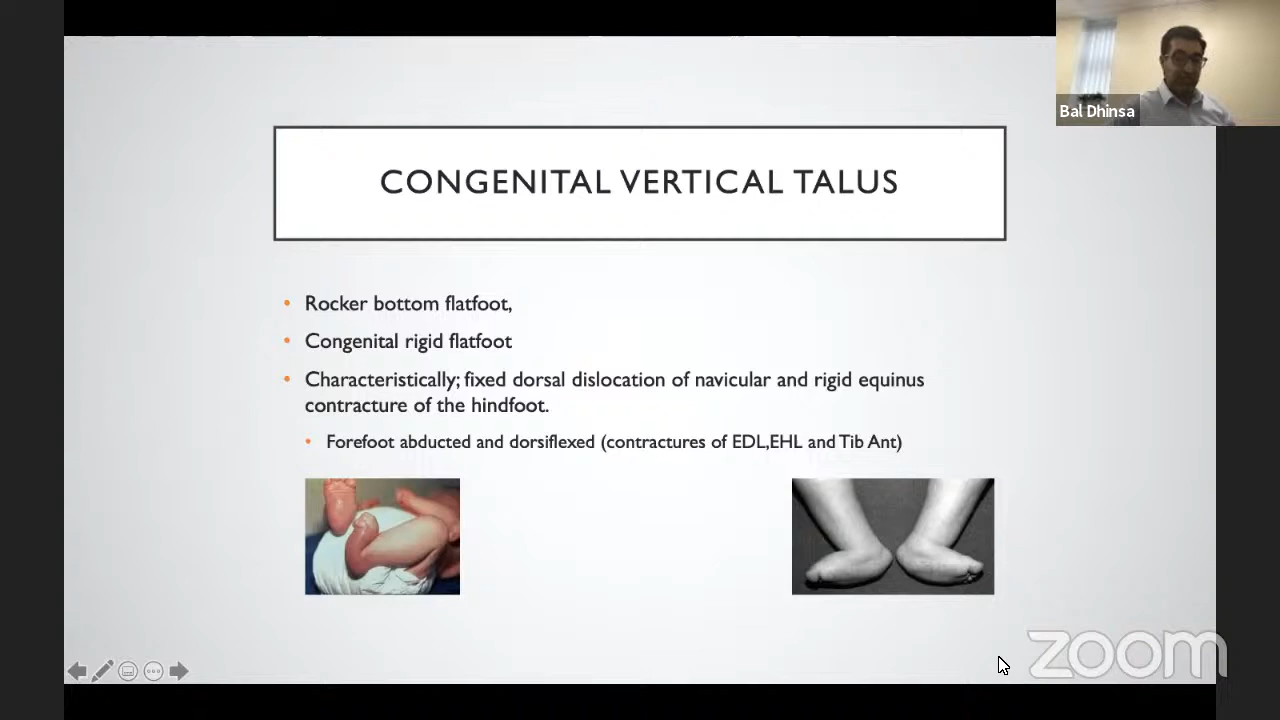 Bal Dhinsa
CONGENITAL VERTICAL TALUS
• Rocker bottom flatfoot,
• Congenital rigid flatfoot
• Characteristically; fixed dorsal dislocation of navicular and rigid equinus
contracture of the hindfoot.
• Forefoot abducted and dorsiflexed (contractures of EDL,EHL and Tib Ant)
zoom